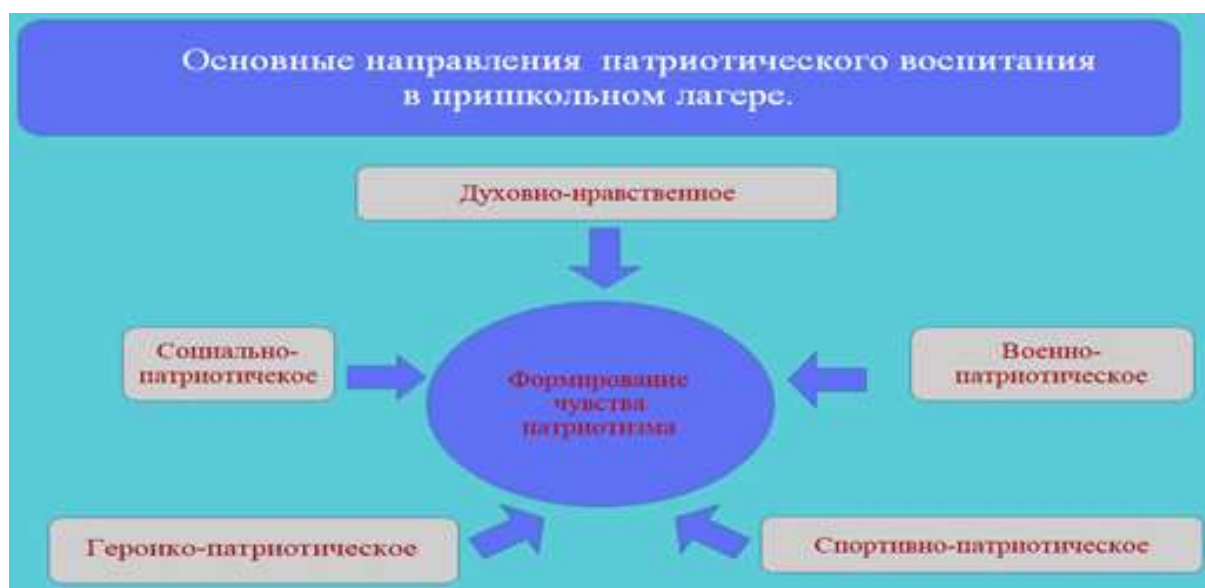 Основные направления патриотического воспитания
в пришкольном лагере.
Духовно-нравственное
Социально-
патриотичекое
Военно-
патриотическое
Формирование
чувства
патриотизма
Героико-патриотическое
Спортивно-патриотическое